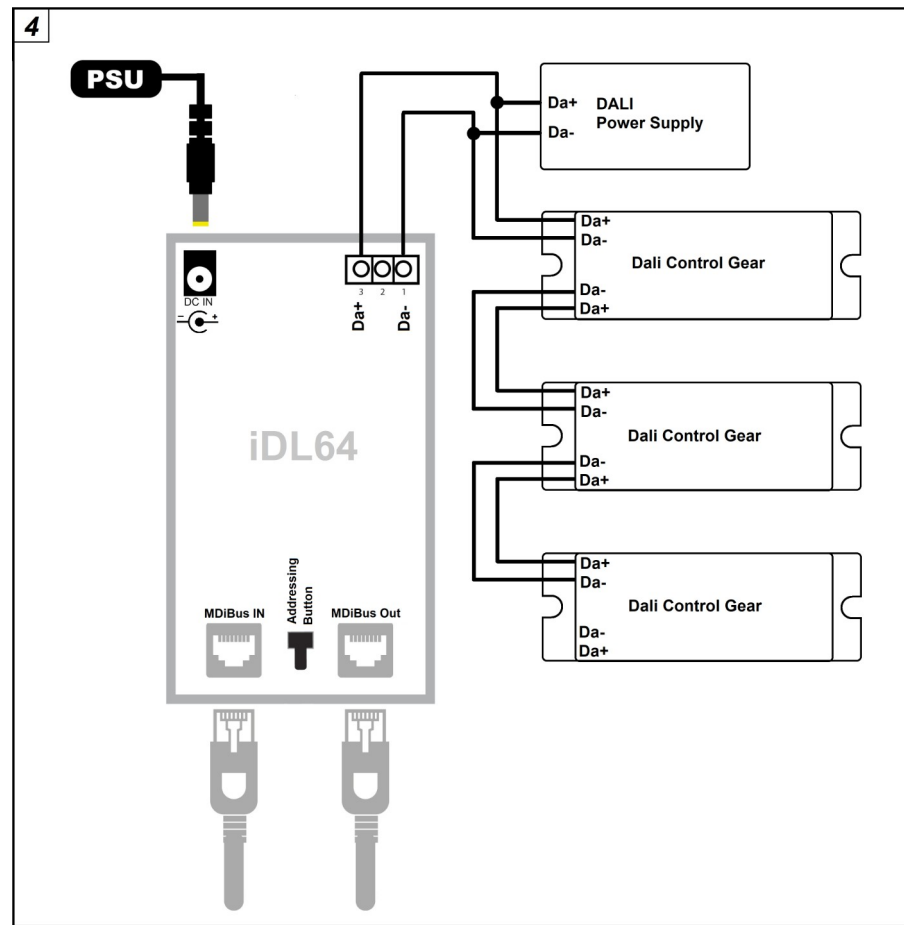 4
PSU
Da+
Da-
DALI
Power Supply
DC IN
- +
3 2 1
Da+
Da-
Da+
Da-
Dali Control Gear
Da-
Da+
iDL64
Da+
Da-
Dali Control Gear
Da-
Da+
Da+
Da-
Dali Control Gear
Da-
Da+
MDiBus IN
Addressing
Button
MDiBus Out